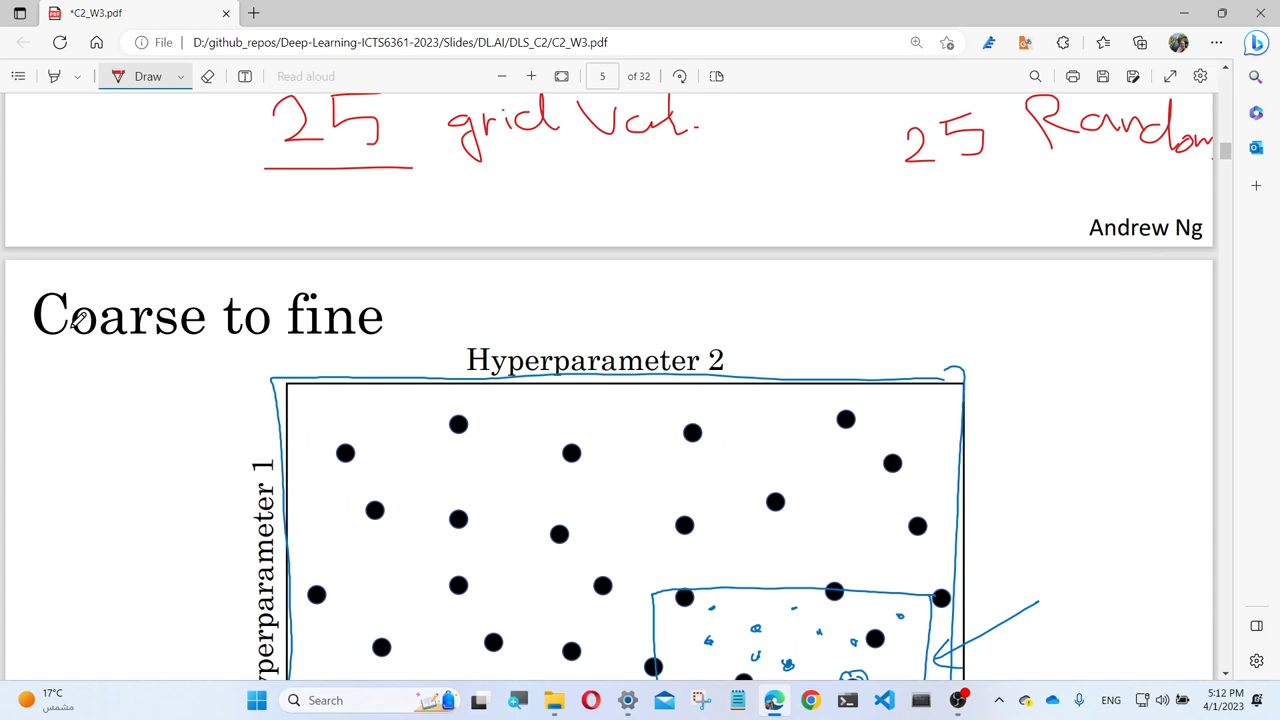 *C2_W3.pdf
File
D:/github_repos/Deep-Learning-ICTS6361-2023/Slides/DL.AI/DLS_C2/C2_W3.pdf
Draw
Read aloud
5
of 32
25 grid Val.
25 Random
Andrew Ng
Coarse to fine
Hyperparameter 2
yperparameter 1
17°C
مشمس
Search
ENG
5:12 PM
4/1/2023